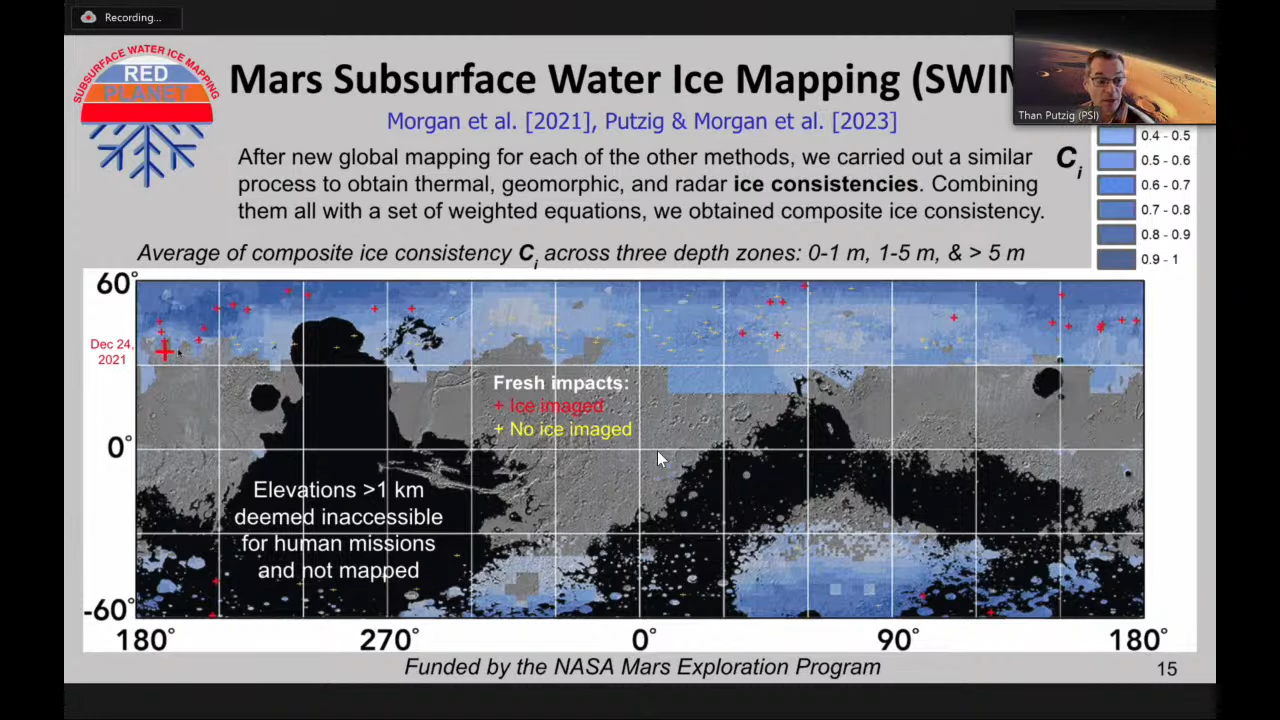 Recording...
SUBSURFACE WATER ICE MAPPING
RED
PLANET
Mars Subsurface Water Ice Mapping (SWIM
Morgan et al. [2021], Putzig & Morgan et al. [2023]
Than Putzig (PSI)
After new global mapping for each of the other methods, we carried out a similar
process to obtain thermal, geomorphic, and radar ice consistencies. Combining
them all with a set of weighted equations, we obtained composite ice consistency.
Ci
0.4 - 0.5
0.5 - 0.6
0.6 - 0.7
0.7 - 0.8
0.8 - 0.9
0.9 - 1
Average of composite ice consistency Ci across three depth zones: 0-1 m, 1-5 m, & > 5 m
60°
Dec 24,
2021
Fresh impacts:
+ Ice imaged
+ No ice imaged
0°
Elevations >1 km
deemed inaccessible
for human missions
and not mapped
-60°
180° 270° 0° 90° 180°
Funded by the NASA Mars Exploration Program
15